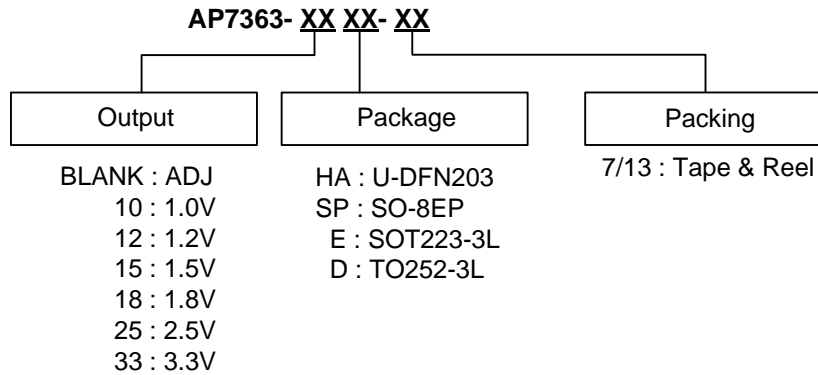 AP7363- XX XX- XX
Output
Package
Packing
BLANK : ADJ
10 : 1.0V
12 : 1.2V
15 : 1.5V
18 : 1.8V
25 : 2.5V
33 : 3.3V
HA : U-DFN203
SP : SO-8EP
E : SOT223-3L
D : TO252-3L
7/13 : Tape & Reel